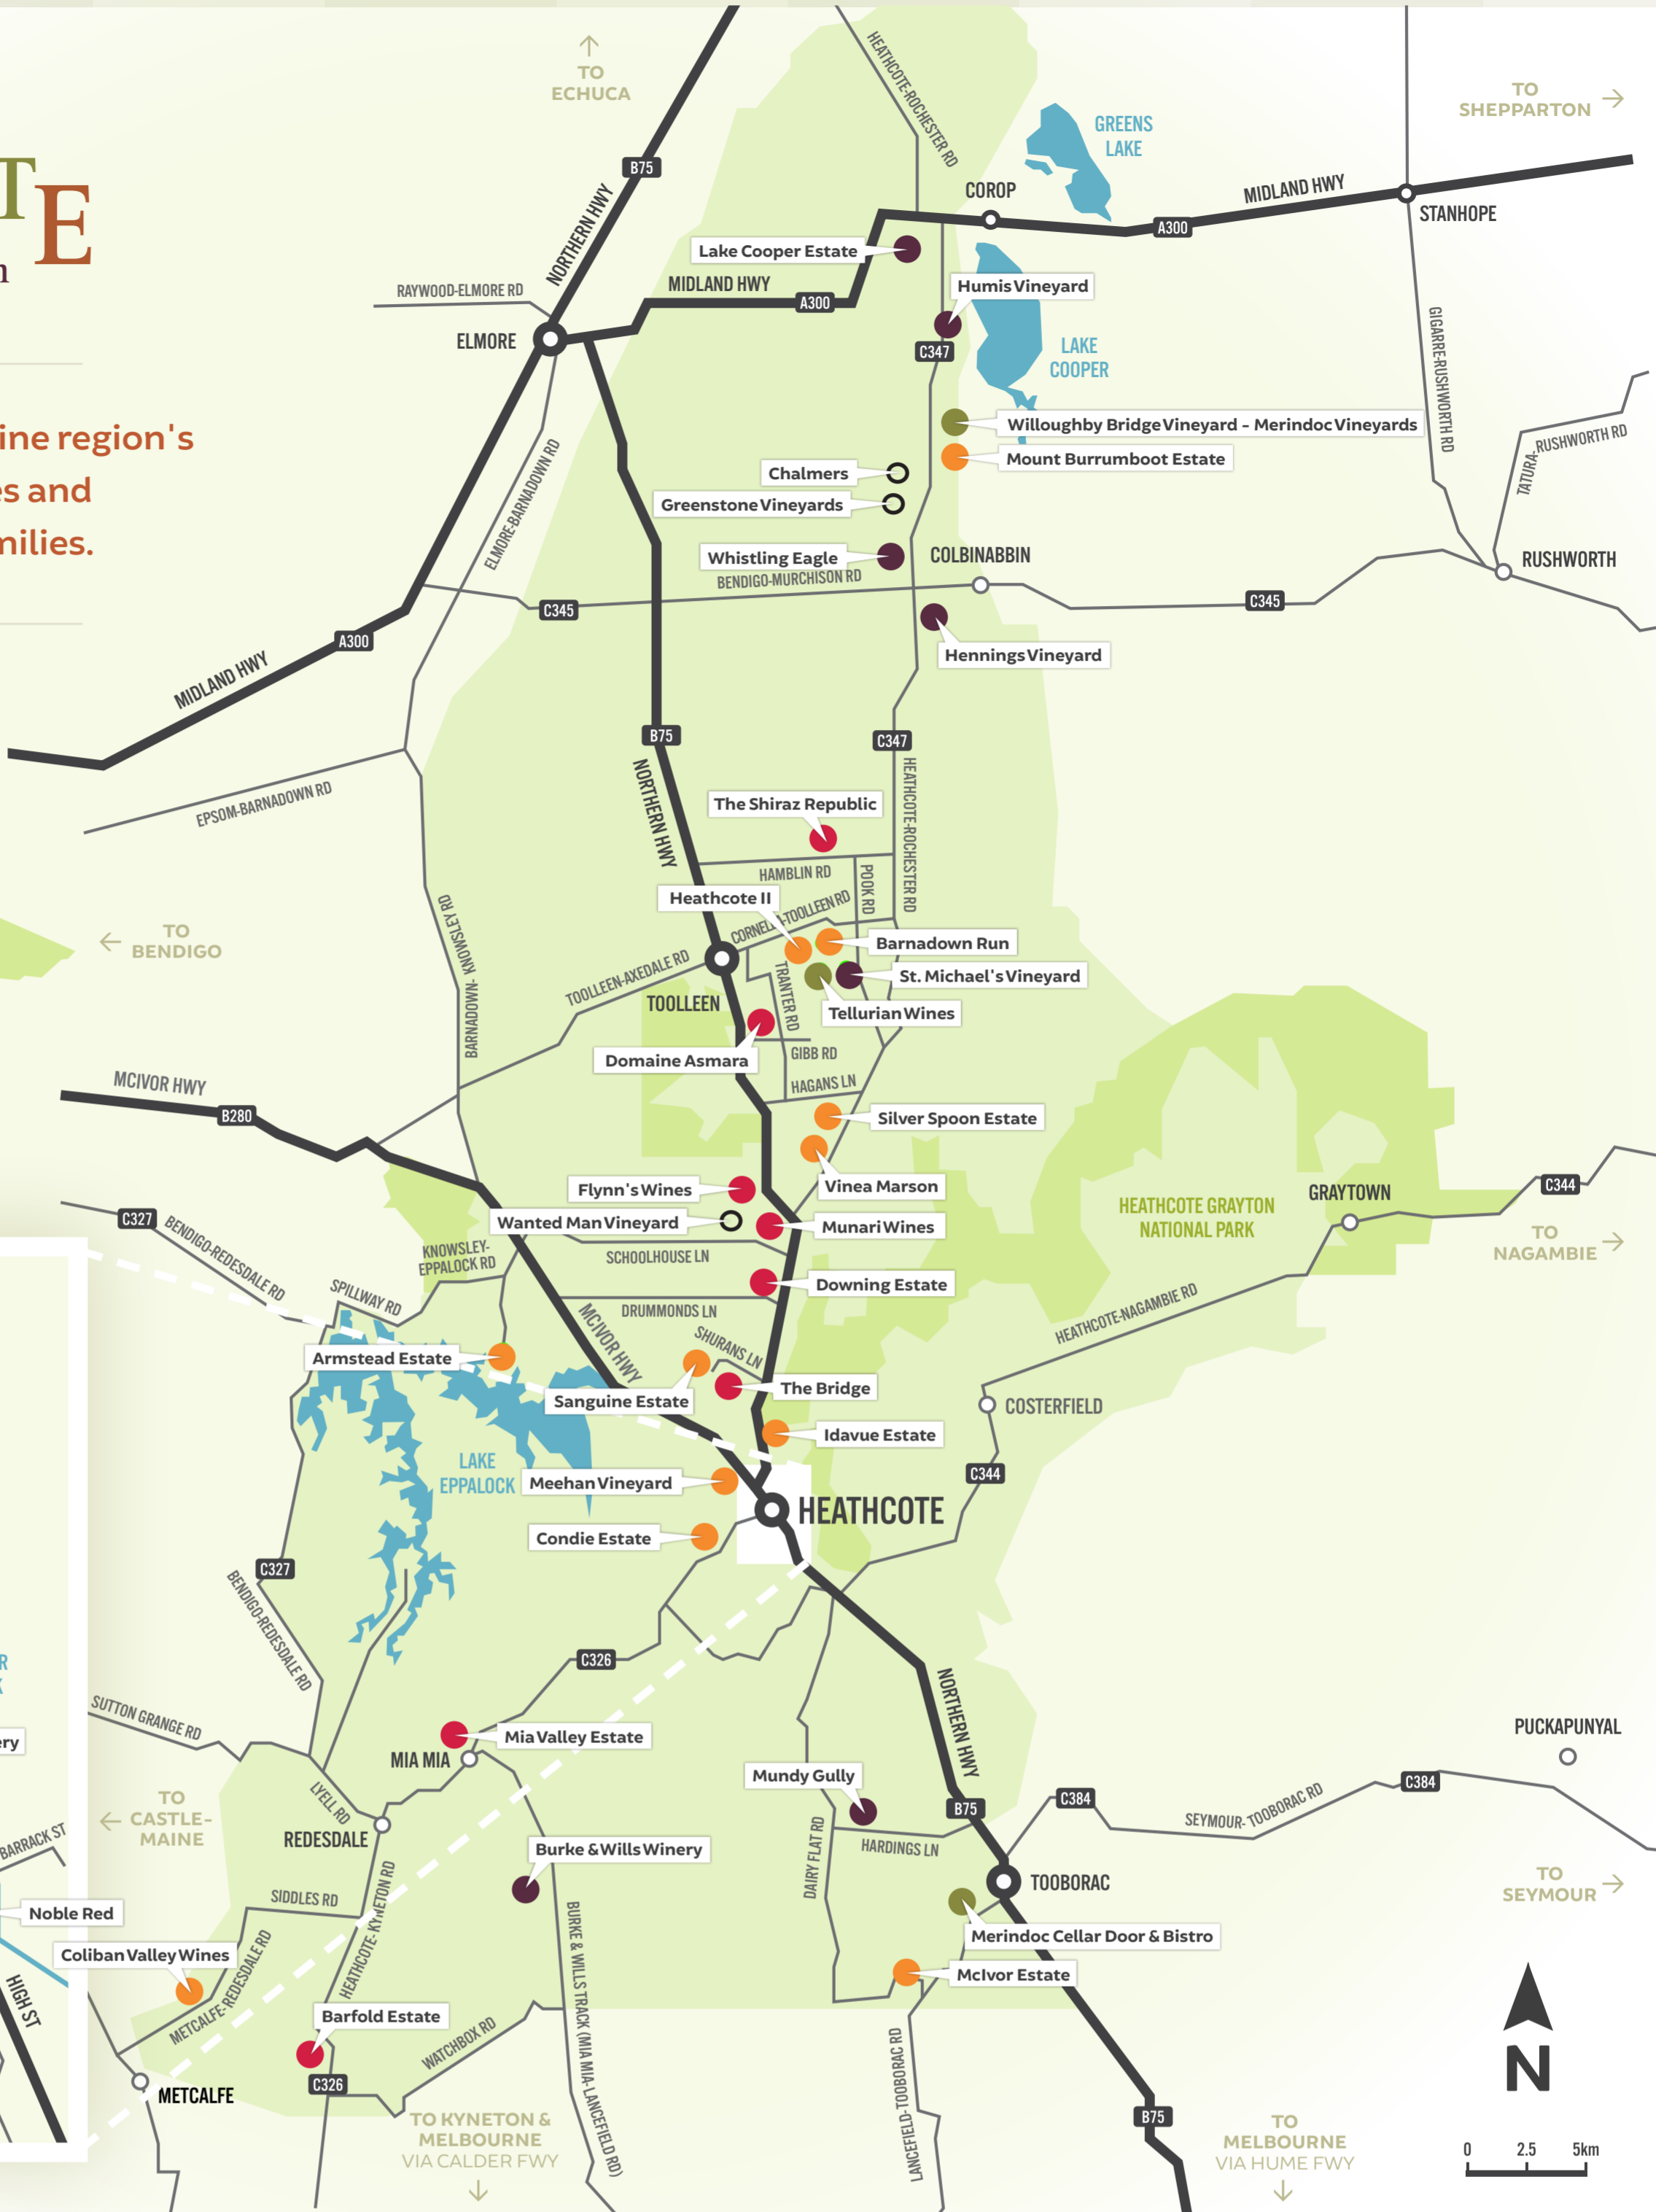 TO
ECHUCA
HEATHCOTE-ROCHESTER RD
GREENS
LAKE
TO
SHEPPARTON
B75
NORTHERN HWY
COROP
MIDLAND HWY
A300
STANHOPE
TE
n
Lake Cooper Estate
RAYWOOD-ELMORE RD
MIDLAND HWY
A300
Humis Vineyard
ELMORE
C347
LAKE
COOPER
GIGARRE-RUSHWORTH RD
ine region's
es and
milies.
Willoughby Bridge Vineyard - Merindoc Vineyards
Mount Burrumboot Estate
TATURA-RUSHWORTH RD
Chalmers
Greenstone Vineyards
ELMORE-BARNADOWN RD
Whistling Eagle
COLBINABBIN
RUSHWORTH
BENDIGO-MURCHISON RD
C345
C345
A300
Hennings Vineyard
MIDLAND HWY
B75
C347
NORTHERN HWY
HEATHCOTE-ROCHESTER RD
EPSOM-BARNADOWN RD
The Shiraz Republic
HAMBLIN RD
POOK RD
Heathcote II
CORNELLA-TOOLLEEN RD
BARNADOWN- KNOWSLEY RD
TO
BENDIGO
Barnadown Run
TOOLLEEN-AXEDALE RD
St. Michael's Vineyard
TOOLLEEN
TRANTER RD
Tellurian Wines
Domaine Asmara
GIBB RD
HAGANS LN
MCIVOR HWY
B280
Silver Spoon Estate
Vinea Marson
Flynn's Wines
Wanted Man Vineyard
Munari Wines
HEATHCOTE GRAYTON
NATIONAL PARK
GRAYTOWN
C344
TO
NAGAMBIE
C327
BENDIGO-REDESDALE RD
KNOWSLEY-
EPPALOCK RD
SCHOOLHOUSE LN
SPILLWAY RD
Downing Estate
DRUMMONDS LN
MCIVOR HWY
SHURANS LN
HEATHCOTE-NAGAMBIE RD
Armstead Estate
Sanguine Estate
The Bridge
COSTERFIELD
Idavue Estate
LAKE
EPPALOCK
Meehan Vineyard
C344
HEATHCOTE
Condie Estate
C327
BENDIGO-REDESDALE RD
C326
R
K
ery
SUTTON GRANGE RD
NORTHERN HWY
Mia Valley Estate
MIA MIA
PUCKAPUNYAL
Mundy Gully
TO
CASTLE-
MAINE
LYELL RD
B75
C384
C384
SEYMOUR-TOOBORAC RD
REDESDALE
BARRACK ST
Burke & Wills Winery
DAIRY FLAT RD
HARDINGS LN
TOOBORAC
TO
SEYMOUR
SIDDLES RD
HEATHCOTE-KYNETON RD
Noble Red
Merindoc Cellar Door & Bistro
Coliban Valley Wines
METCALFE-REDESDALE RD
BURKE & WILLS TRACK (MIA MIA-LANCEFIELD RD)
McIvor Estate
HIGH ST
Barfold Estate
WATCHBOX RD
LANCEFIELD-TOOBORAC RD
C326
METCALFE
N
TO KYNETON &
MELBOURNE
VIA CALDER FWY
B75
TO
MELBOURNE
VIA HUME FWY
0 2.5 5km